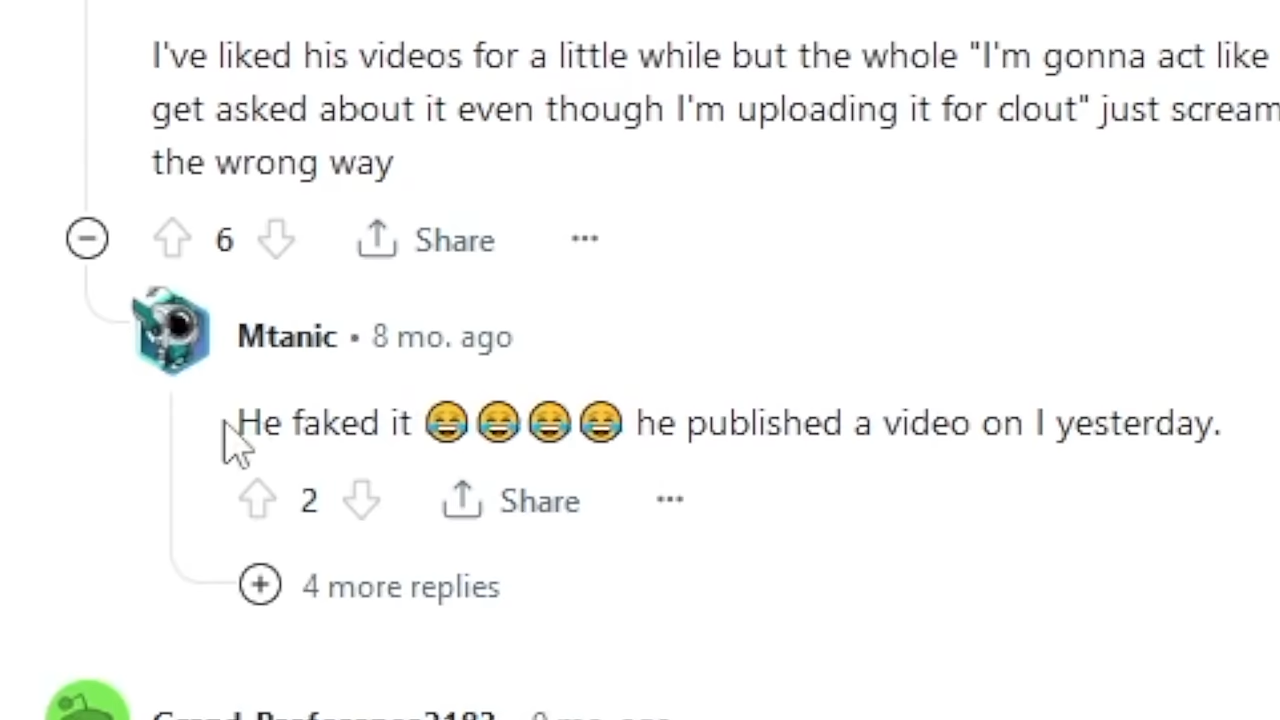 I've liked his videos for a little while but the whole "I'm gonna act like
get asked about it even though I'm uploading it for clout" just scream
the wrong way
6 Share ...
Mtanic • 8 mo. ago
He faked it 😂😂😂😂 he published a video on I yesterday.
2 Share ...
4 more replies